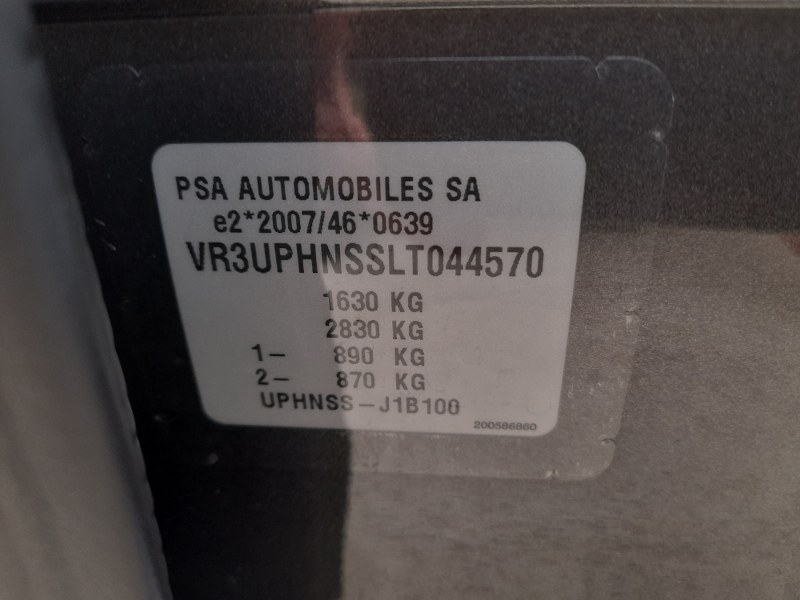 PSA AUTOMOBILES SA
e2*2007/46*0639
VR3UPHNSSLT044570
1630 KG
2830 KG
1- 890 KG
2- 870 KG
UPHNSS-J1B100
200586860